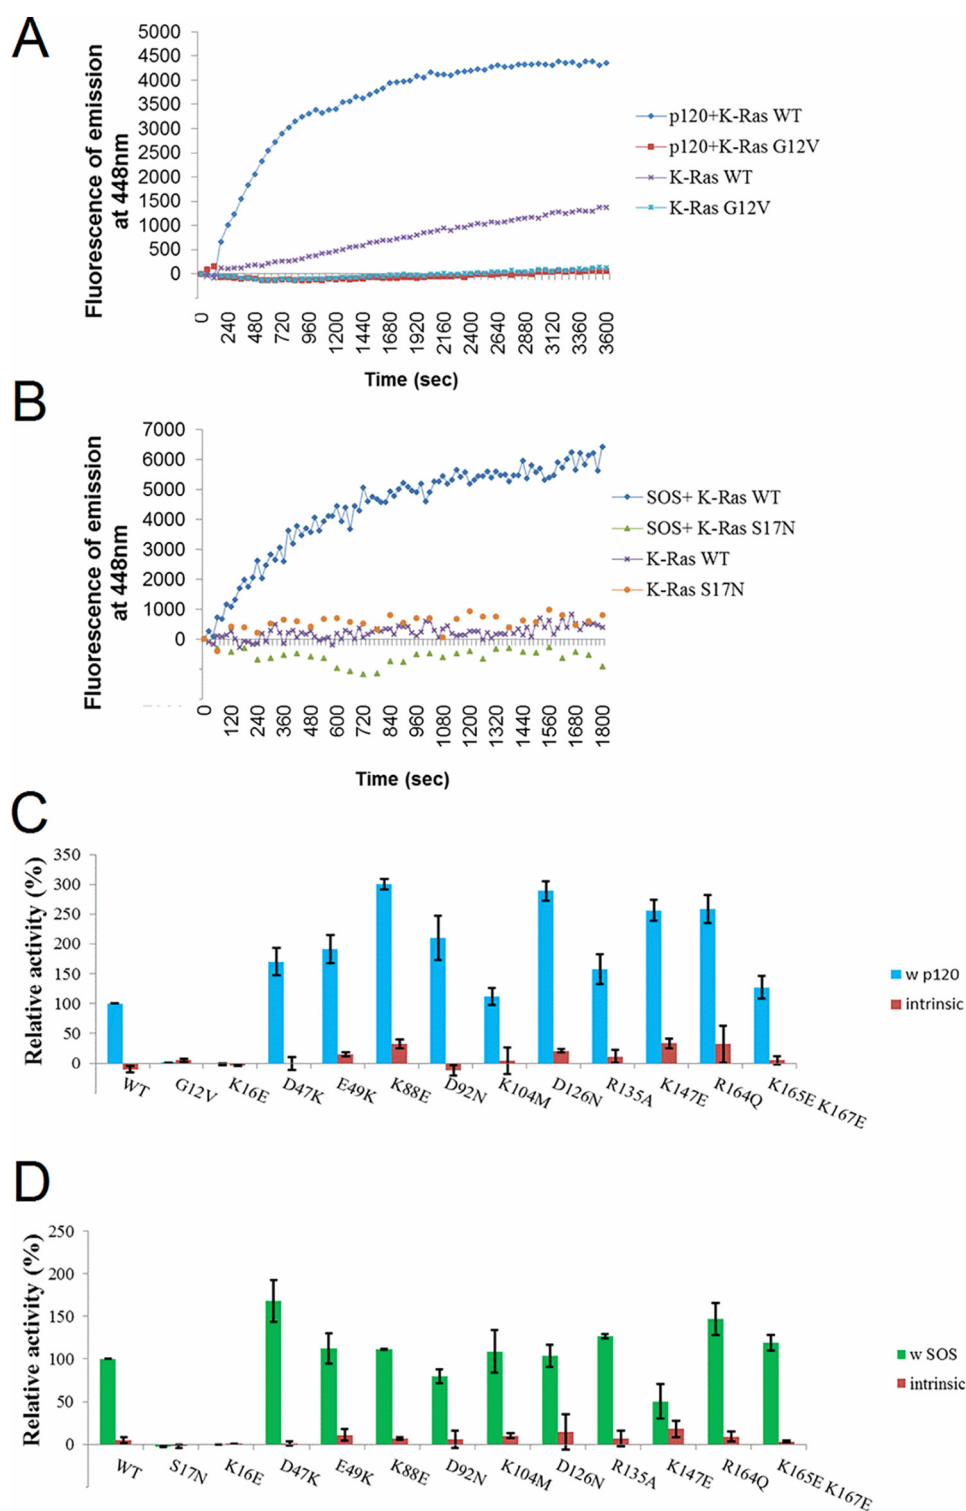 A
Fluorescence of emission
at 448nm
5000
4500
4000
3500
3000
2500
2000
1500
1000
500
0
0
240
480
720
960
1200
1440
1680
1920
2160
2400
2640
2880
3120
3360
3600
Time (sec)
p120+K-Ras WT
p120+K-Ras G12V
K-Ras WT
K-Ras G12V
B
Fluorescence of emission
at 448nm
7000
6000
5000
4000
3000
2000
1000
0
0
120
240
360
480
600
720
840
960
1080
1200
1320
1440
1560
1680
1800
Time (sec)
SOS+ K-Ras WT
SOS+ K-Ras S17N
K-Ras WT
K-Ras S17N
C
Relative activity (%)
350
300
250
200
150
100
50
0
WT
G12V
K16E
D47K
E49K
K88E
D92N
K104M
D126N
R135A
K147E
R164Q
K165E K167E
w p120
intrinsic
D
Relative activity (%)
250
200
150
100
50
0
WT
S17N
K16E
D47K
E49K
K88E
D92N
K104M
D126N
R135A
K147E
R164Q
K165E K167E
w SOS
intrinsic